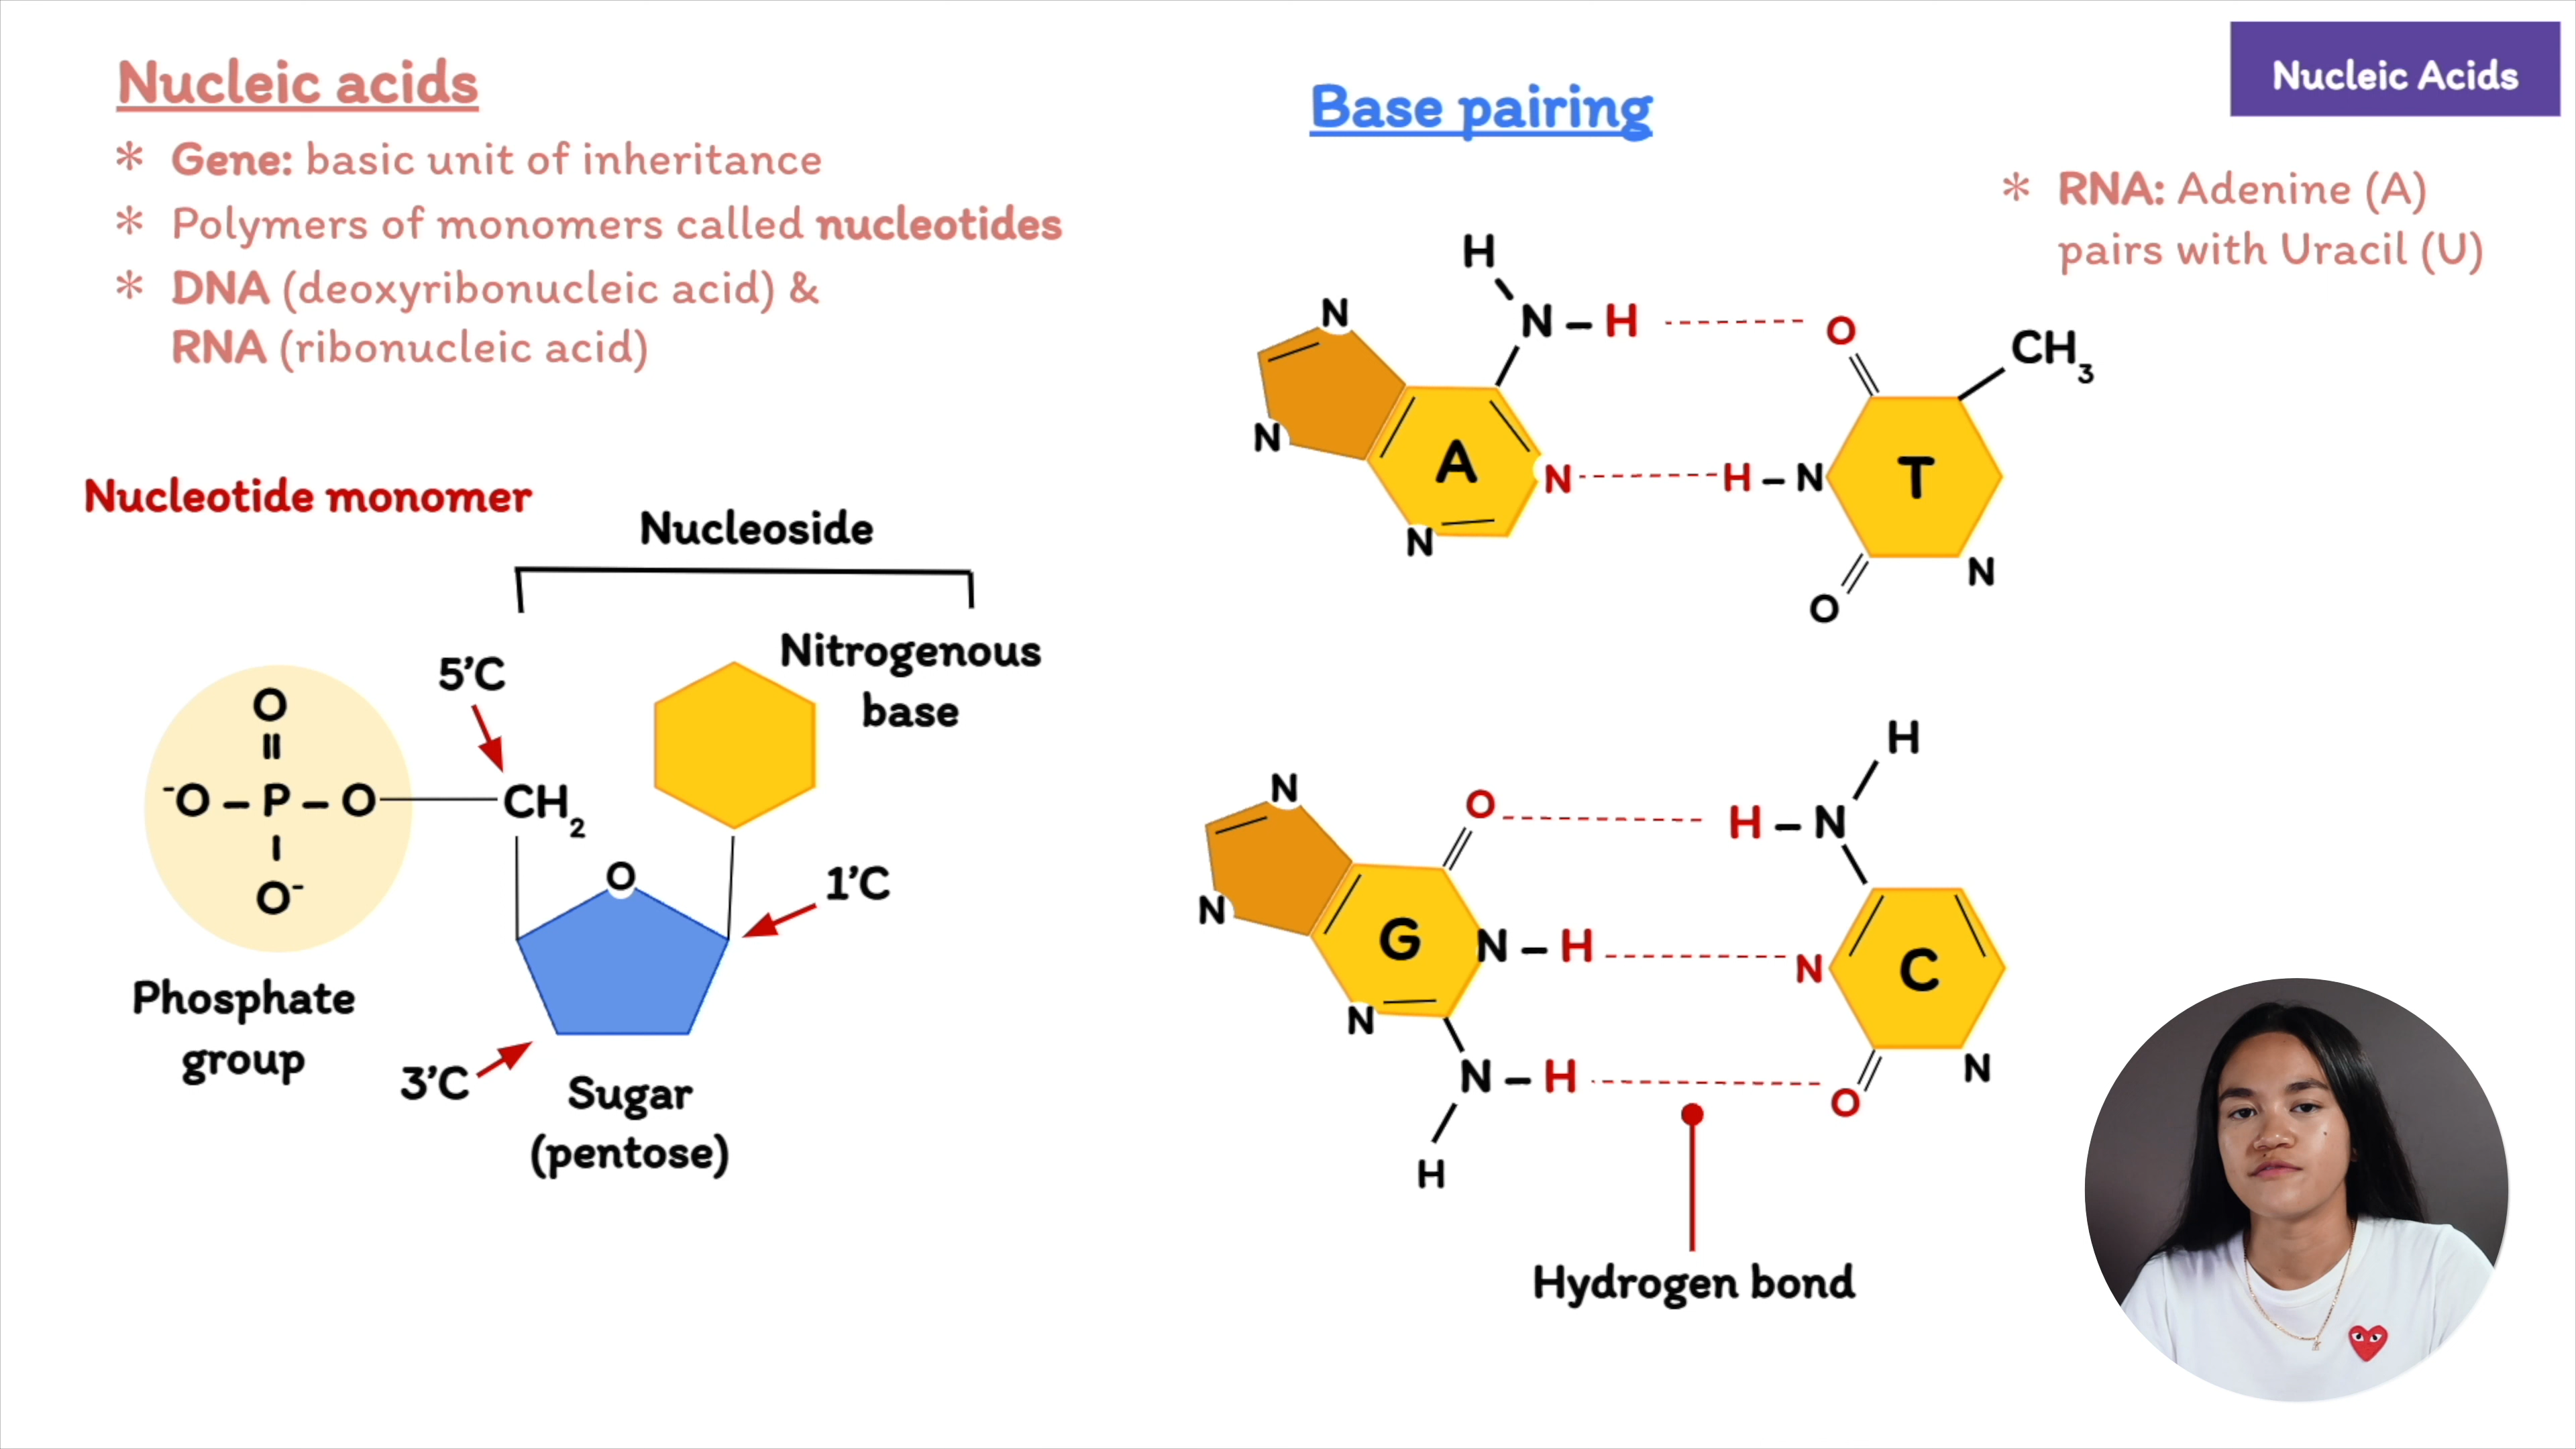 Nucleic Acids
Nucleic acids
* Gene: basic unit of inheritance
* Polymers of monomers called nucleotides
* DNA (deoxyribonucleic acid) &
RNA (ribonucleic acid)
Nucleotide monomer
Nucleoside
Nitrogenous
base
5'C
O
-O – P – O
O-
CH2
O
1'C
3'C
Phosphate
group
Sugar
(pentose)
Base pairing
* RNA: Adenine (A)
pairs with Uracil (U)
H
N – H
O
CH3
N
N
A
N
H – N
T
N
O
N
H
N
O
H – N
N
G
N – H
N
C
N
N – H
O
N
H
Hydrogen bond